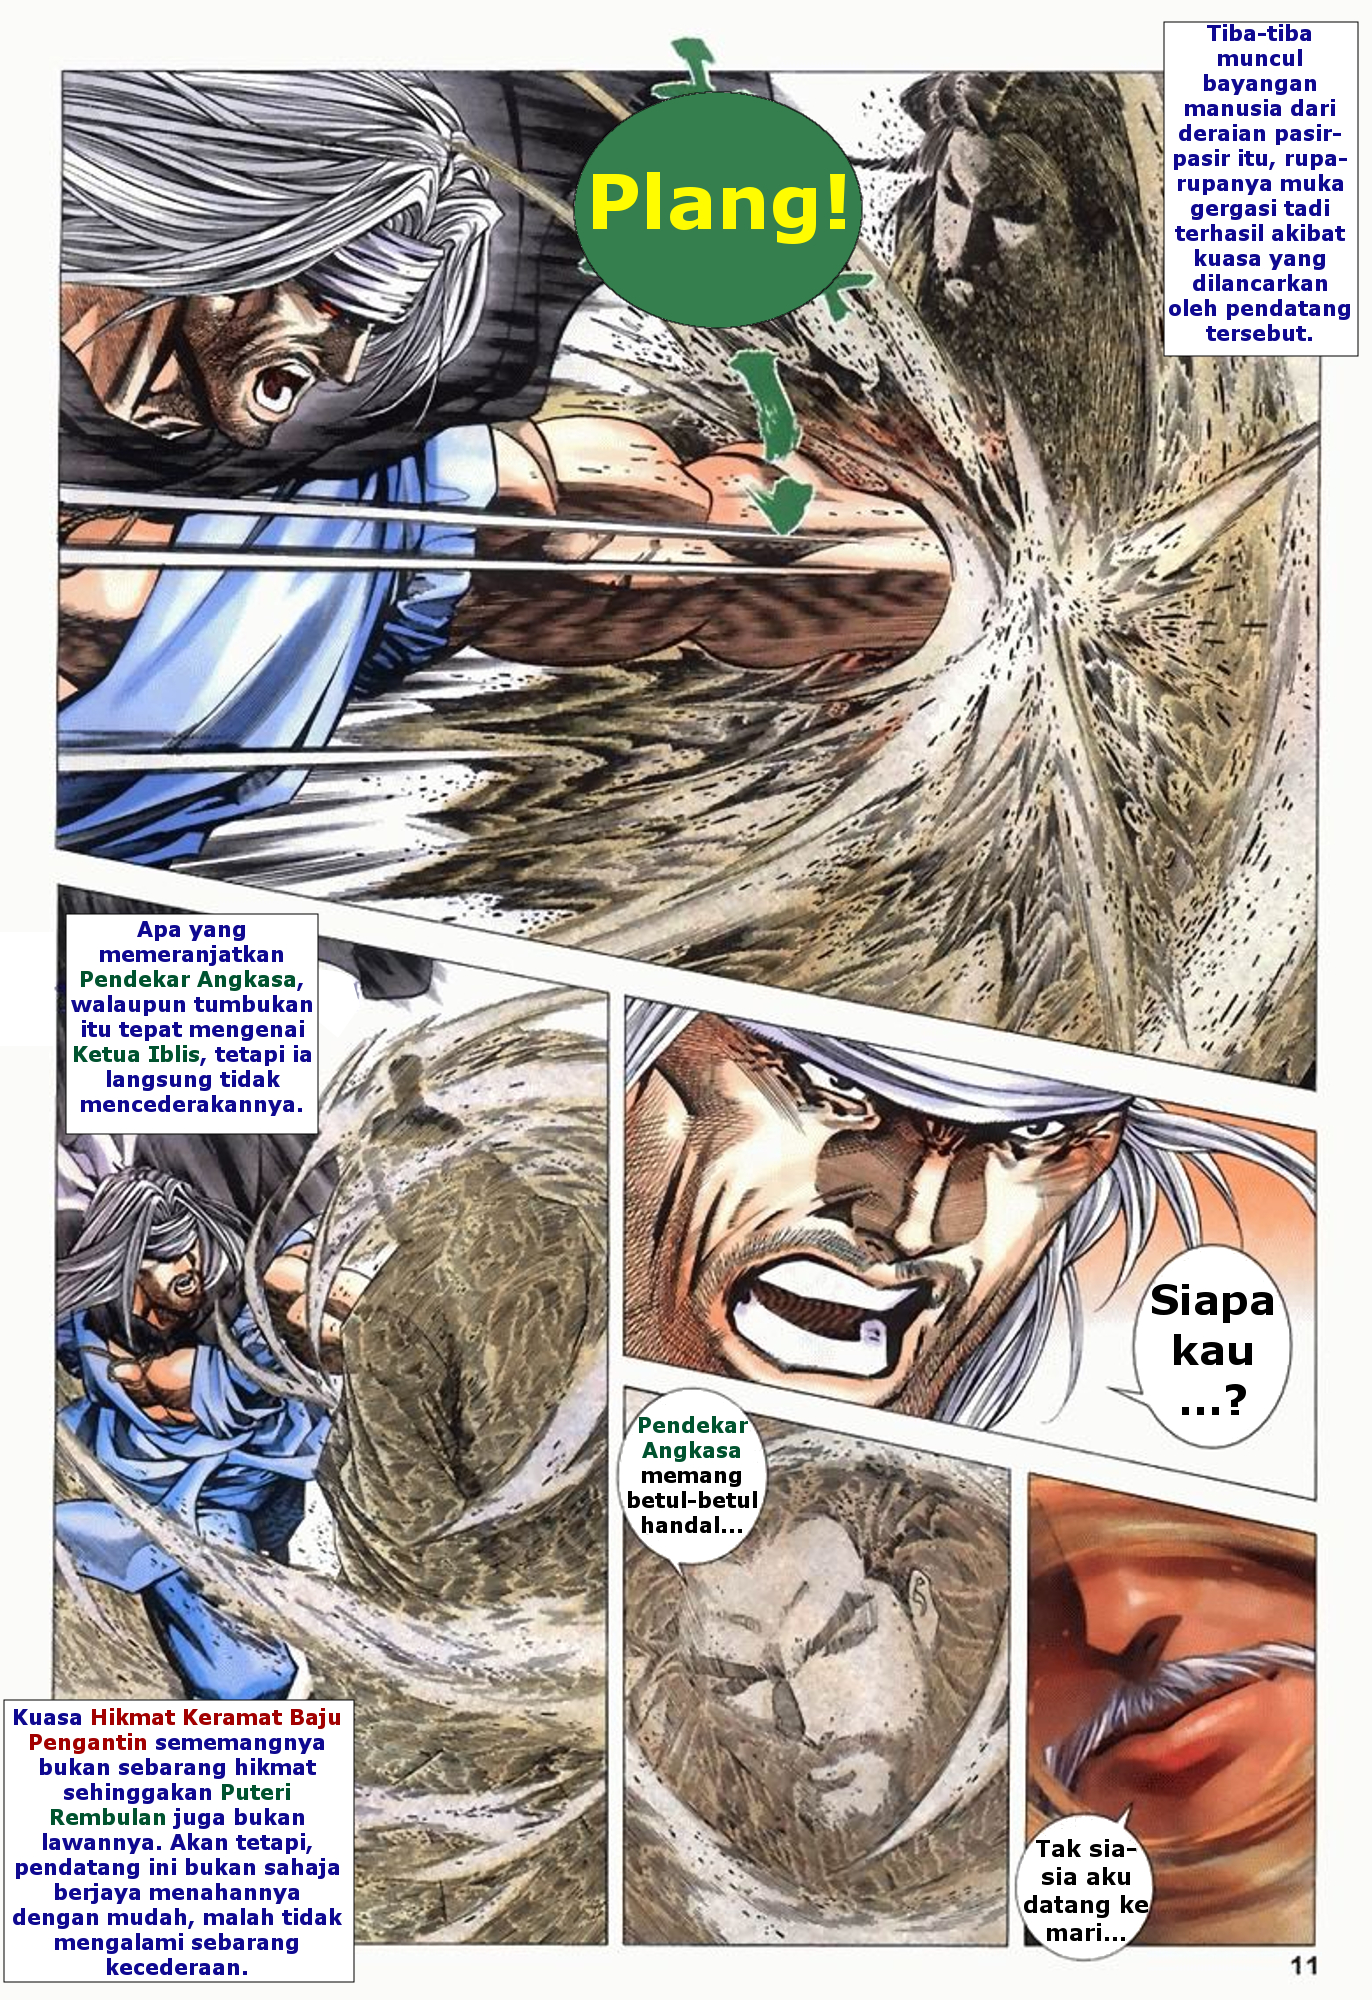 Tiba-tiba
muncul
bayangan
manusia dari
deraian pasir-
pasir itu, rupa-
rupanya muka
gergasi tadi
terhasil akibat
kuasa yang
dilancarkan
oleh pendatang
tersebut.
Plang!
Apa yang
memeranjatkan
Pendekar Angkasa,
walaupun tumbukan
itu tepat mengenai
Ketua Iblis, tetapi ia
langsung tidak
mencederakannya.
Siapa
kau
...?
Pendekar
Angkasa
memang
betul-betul
handal...
Kuasa Hikmat Keramat Baju
Pengantin sememangnya
bukan sebarang hikmat
sehinggakan Puteri
Rembulan juga bukan
lawannya. Akan tetapi,
pendatang ini bukan sahaja
berjaya menahannya
dengan mudah, malah tidak
mengalami sebarang
kecederaan.
Tak sia-
sia aku
datang ke
mari...
11